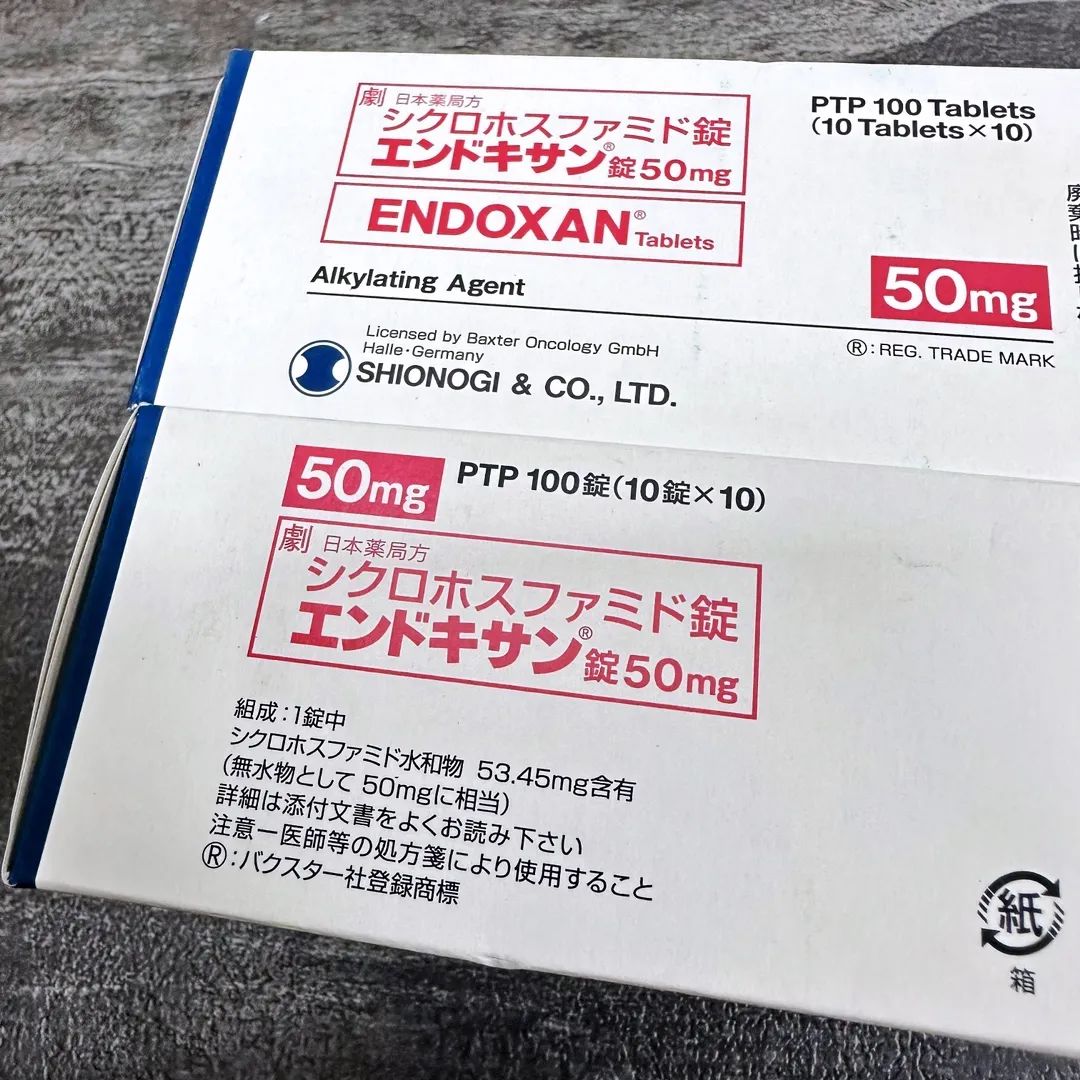 劇 日本薬局方
シクロホスファミド錠
エンドキサン®錠50mg
ENDOXAN® Tablets
Alkylating Agent
PTP 100 Tablets
(10 Tablets×10)
50mg
®:REG. TRADE MARK
Licensed by Baxter Oncology GmbH
Halle・Germany
SHIONOGI & CO., LTD.
50mg PTP 100錠(10錠×10)
劇 日本薬局方
シクロホスファミド錠
エンドキサン®錠50mg
組成:1錠中
シクロホスファミド水和物 53.45mg含有
(無水物として50mgに相当)
詳細は添付文書をよくお読み下さい
注意－医師等の処方箋により使用すること
®:バクスター社登録商標
紙
箱